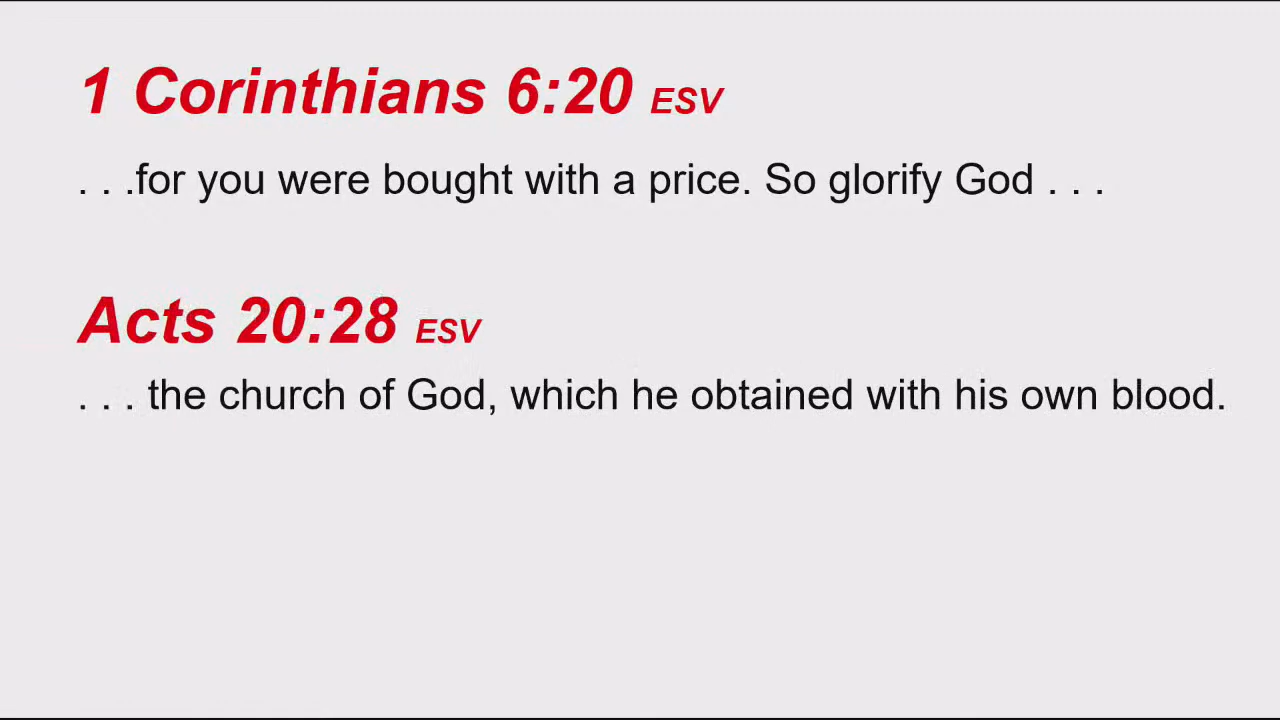 1 Corinthians 6:20 ESV
. . .for you were bought with a price. So glorify God . . .
Acts 20:28 ESV
. . . the church of God, which he obtained with his own blood.